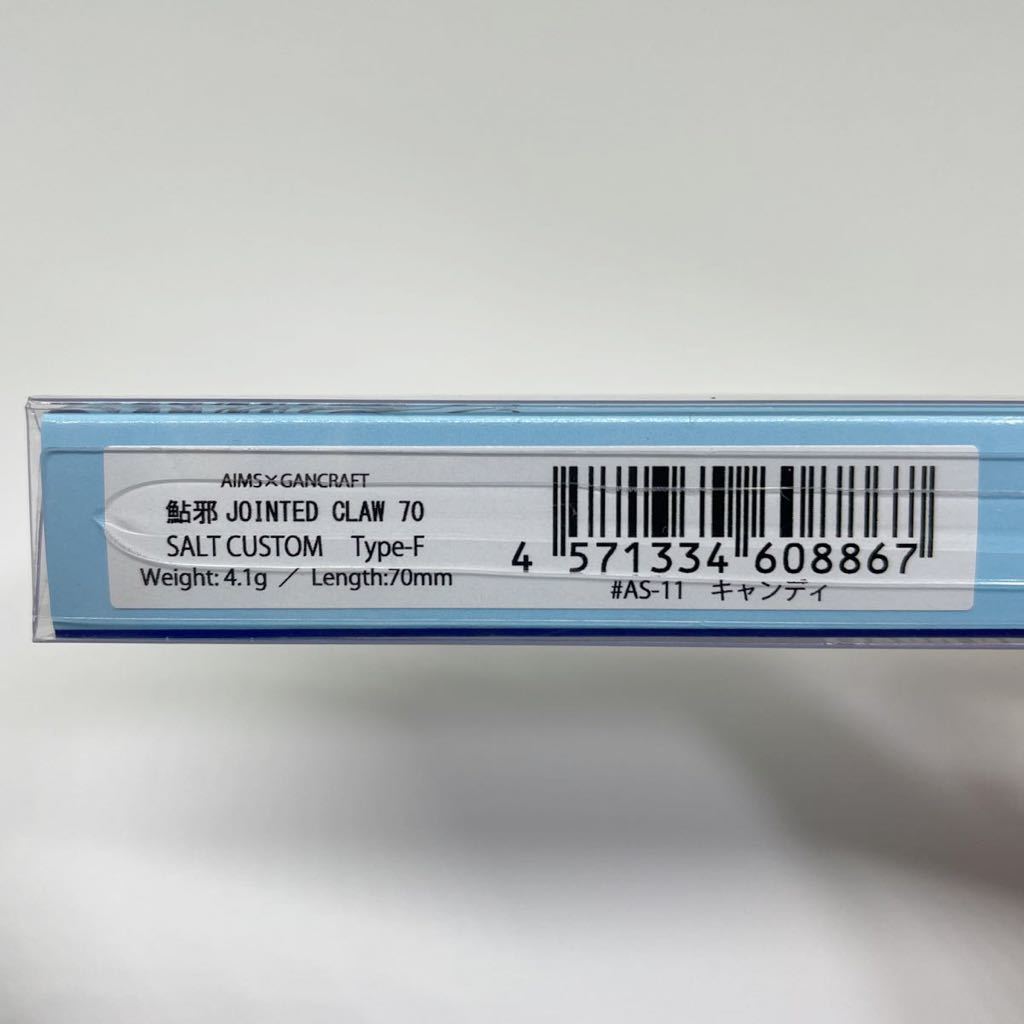 AIMS×GANCRAFT
鮎邪 JOINTED CLAW 70
SALT CUSTOM Type-F
Weight: 4.1g ／ Length:70mm
4 571334 608867
#AS-11 キャンディ